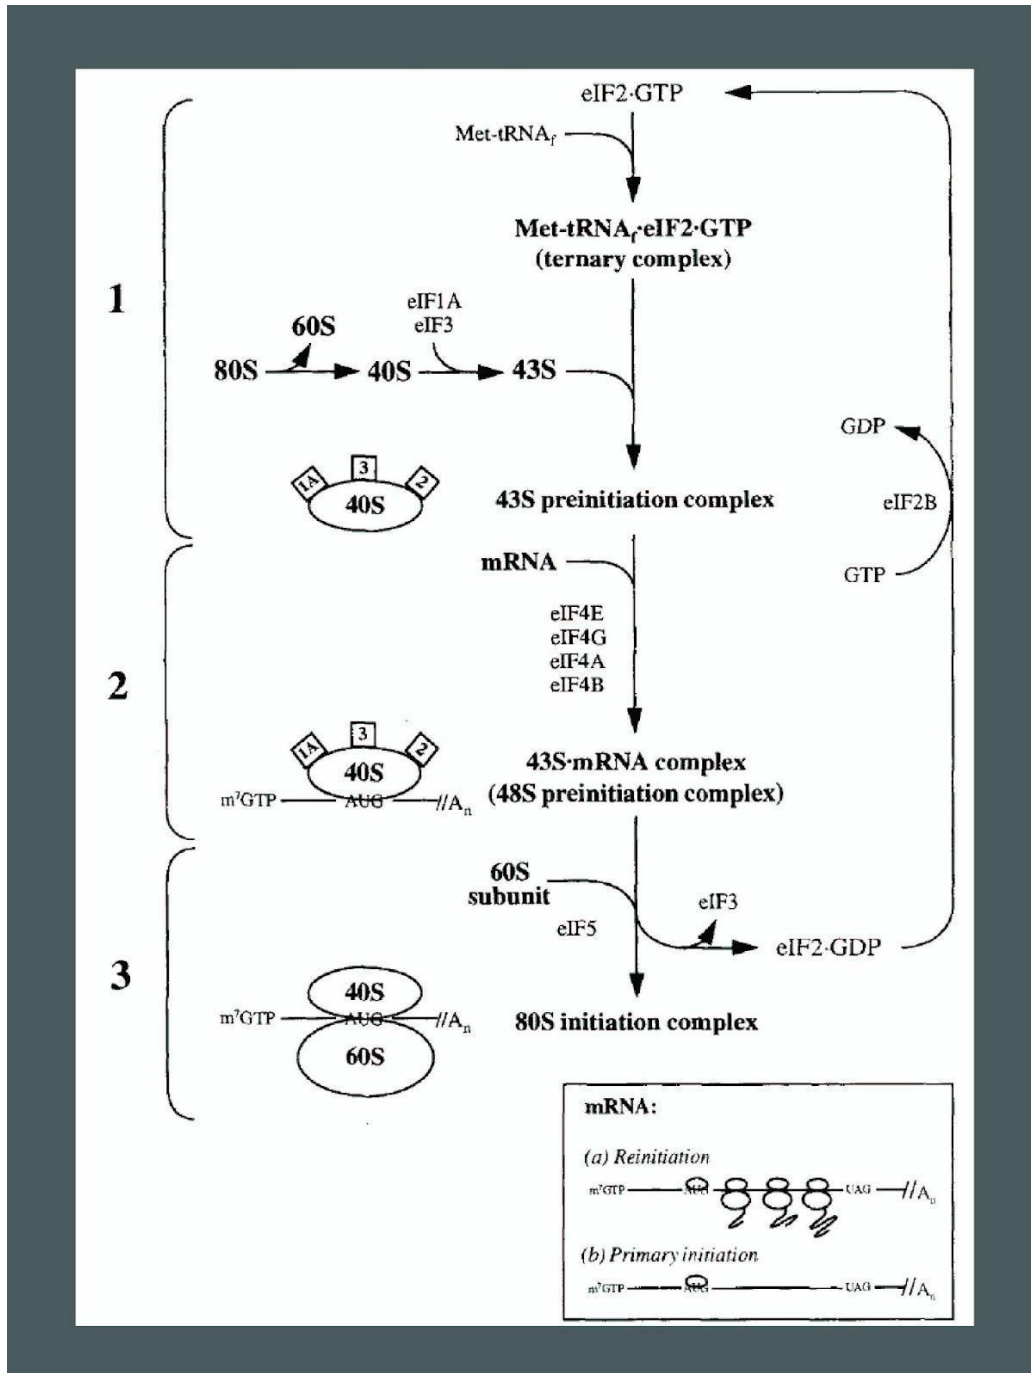 eIF2·GTP
Met-tRNAf
Met-tRNAf·eIF2·GTP
(ternary complex)
1
eIF1A
eIF3
60S
80S
40S
43S
GDP
1A
3
2
40S
43S preinitiation complex
eIF2B
mRNA
GTP
eIF4E
eIF4G
eIF4A
eIF4B
2
1A
3
2
40S
43S·mRNA complex
(48S preinitiation complex)
m⁷GTP
AUG
//An
60S
subunit
eIF3
eIF5
eIF2·GDP
3
40S
m⁷GTP
AUG
//An
80S initiation complex
60S
mRNA:
(a) Reinitiation
m⁷GTP
AUG
UAG
//An
(b) Primary initiation
m⁷GTP
AUG
UAG
//An